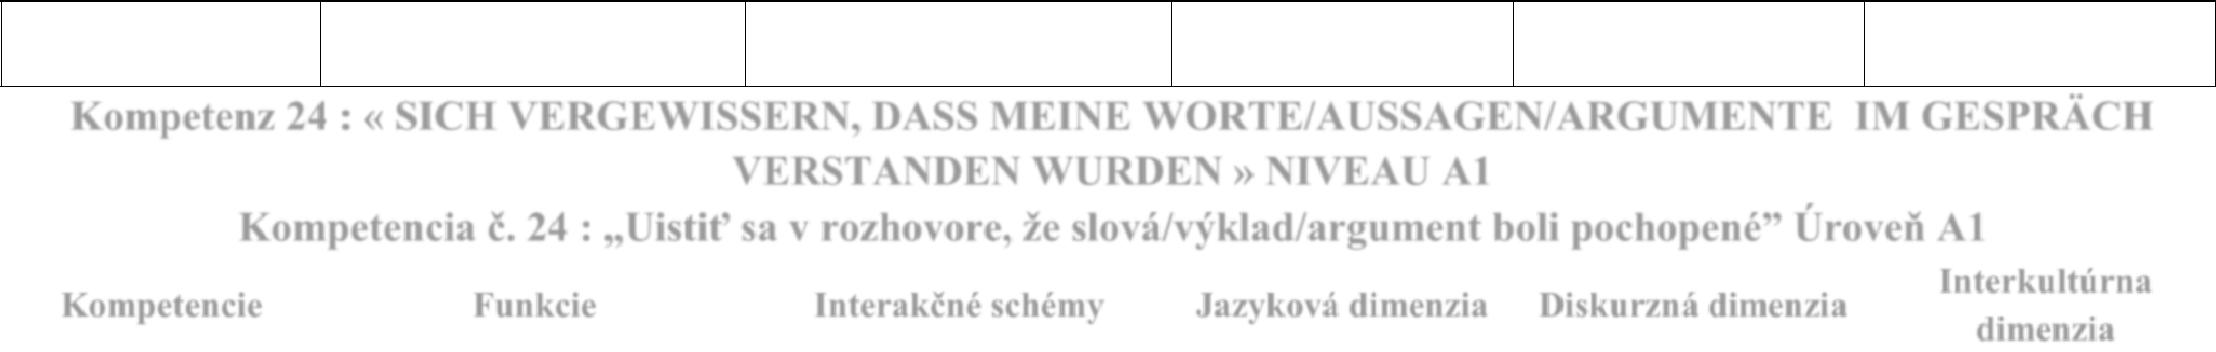 Kompetenz 24 : « SICH VERGEWISSERN, DASS MEINE WORTE/AUSSAGEN/ARGUMENTE IM GESPRÄCH
VERSTANDEN WURDEN » NIVEAU A1
Kompetencia č. 24 : „Uistiť sa v rozhovore, že slová/výklad/argument boli pochopené” Úroveň A1
Kompetencie Funkcie Interakčné schémy Jazyková dimenzia Diskurzná dimenzia Interkultúrna
dimenzia